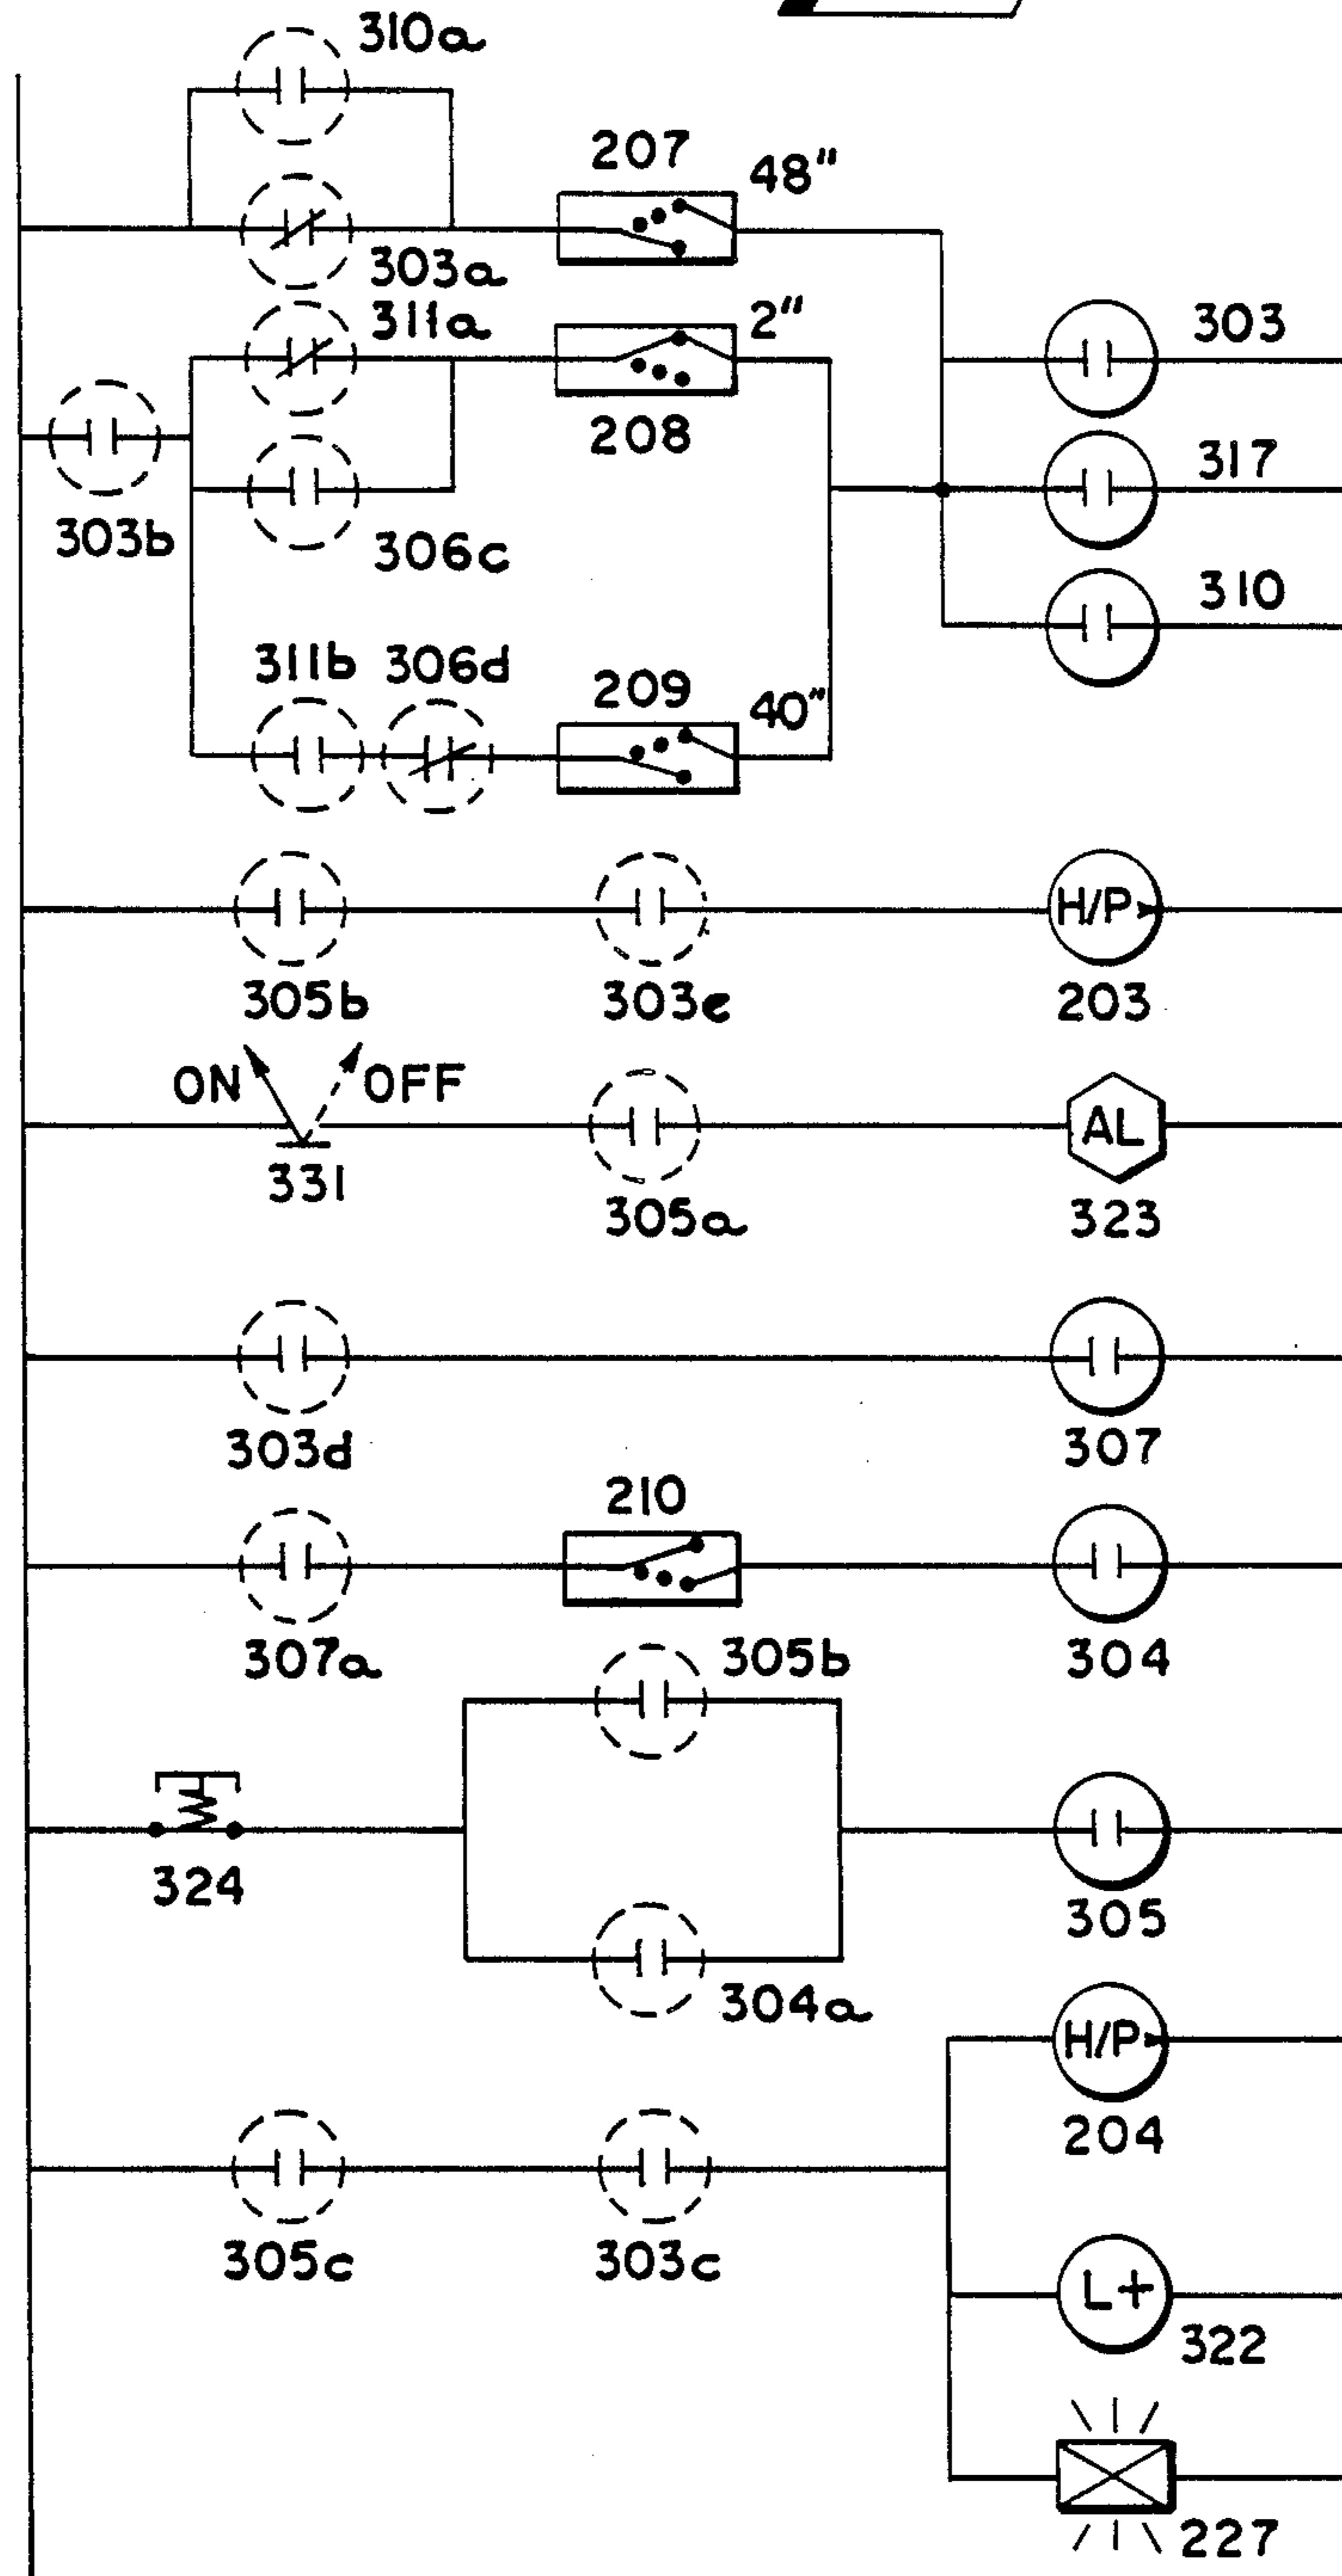 310a
207
48"
303a
311a
2"
303
208
317
303b
306c
310
311b
306d
209
40"
305b
303e
H/P
203
ON
OFF
331
305a
AL
323
303d
307
210
307a
304
305b
324
305
304a
H/P
204
305c
303c
L+
322
227